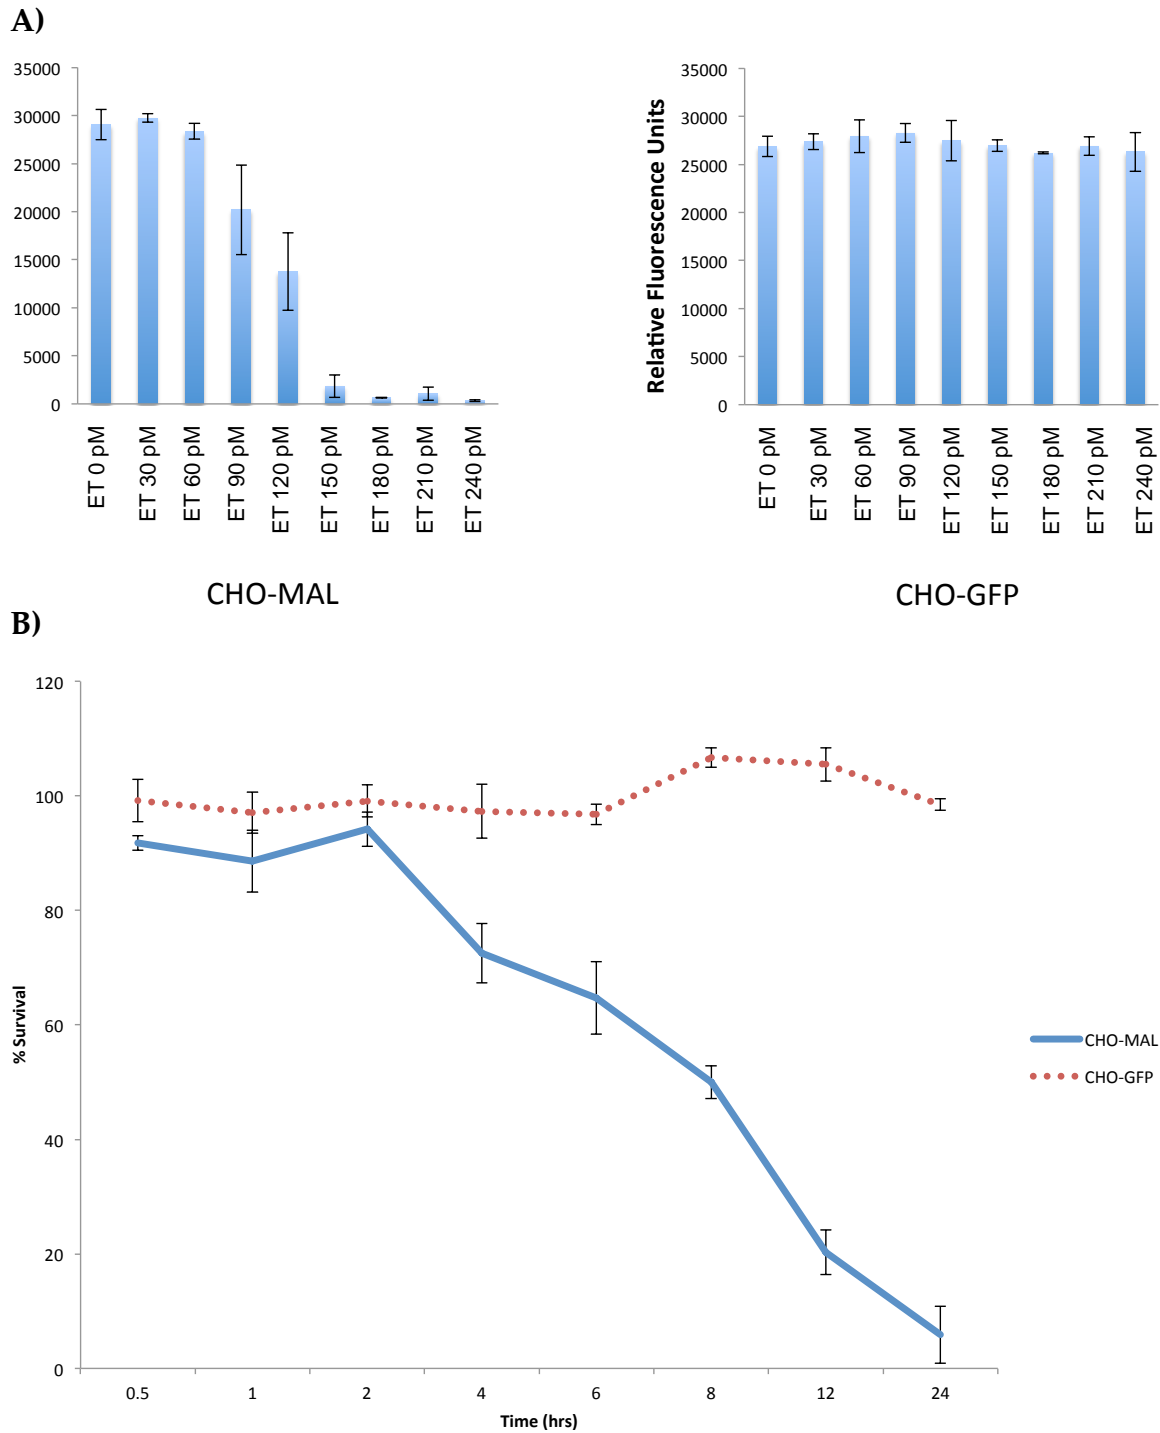 A)
35000
30000
25000
20000
15000
10000
5000
0
ET 0 pM
ET 30 pM
ET 60 pM
ET 90 pM
ET 120 pM
ET 150 pM
ET 180 pM
ET 210 pM
ET 240 pM
CHO-MAL
Relative Fluorescence Units
35000
30000
25000
20000
15000
10000
5000
0
ET 0 pM
ET 30 pM
ET 60 pM
ET 90 pM
ET 120 pM
ET 150 pM
ET 180 pM
ET 210 pM
ET 240 pM
CHO-GFP
B)
% Survival
120
100
80
60
40
20
0
0.5 1 2 4 6 8 12 24
Time (hrs)
CHO-MAL
CHO-GFP